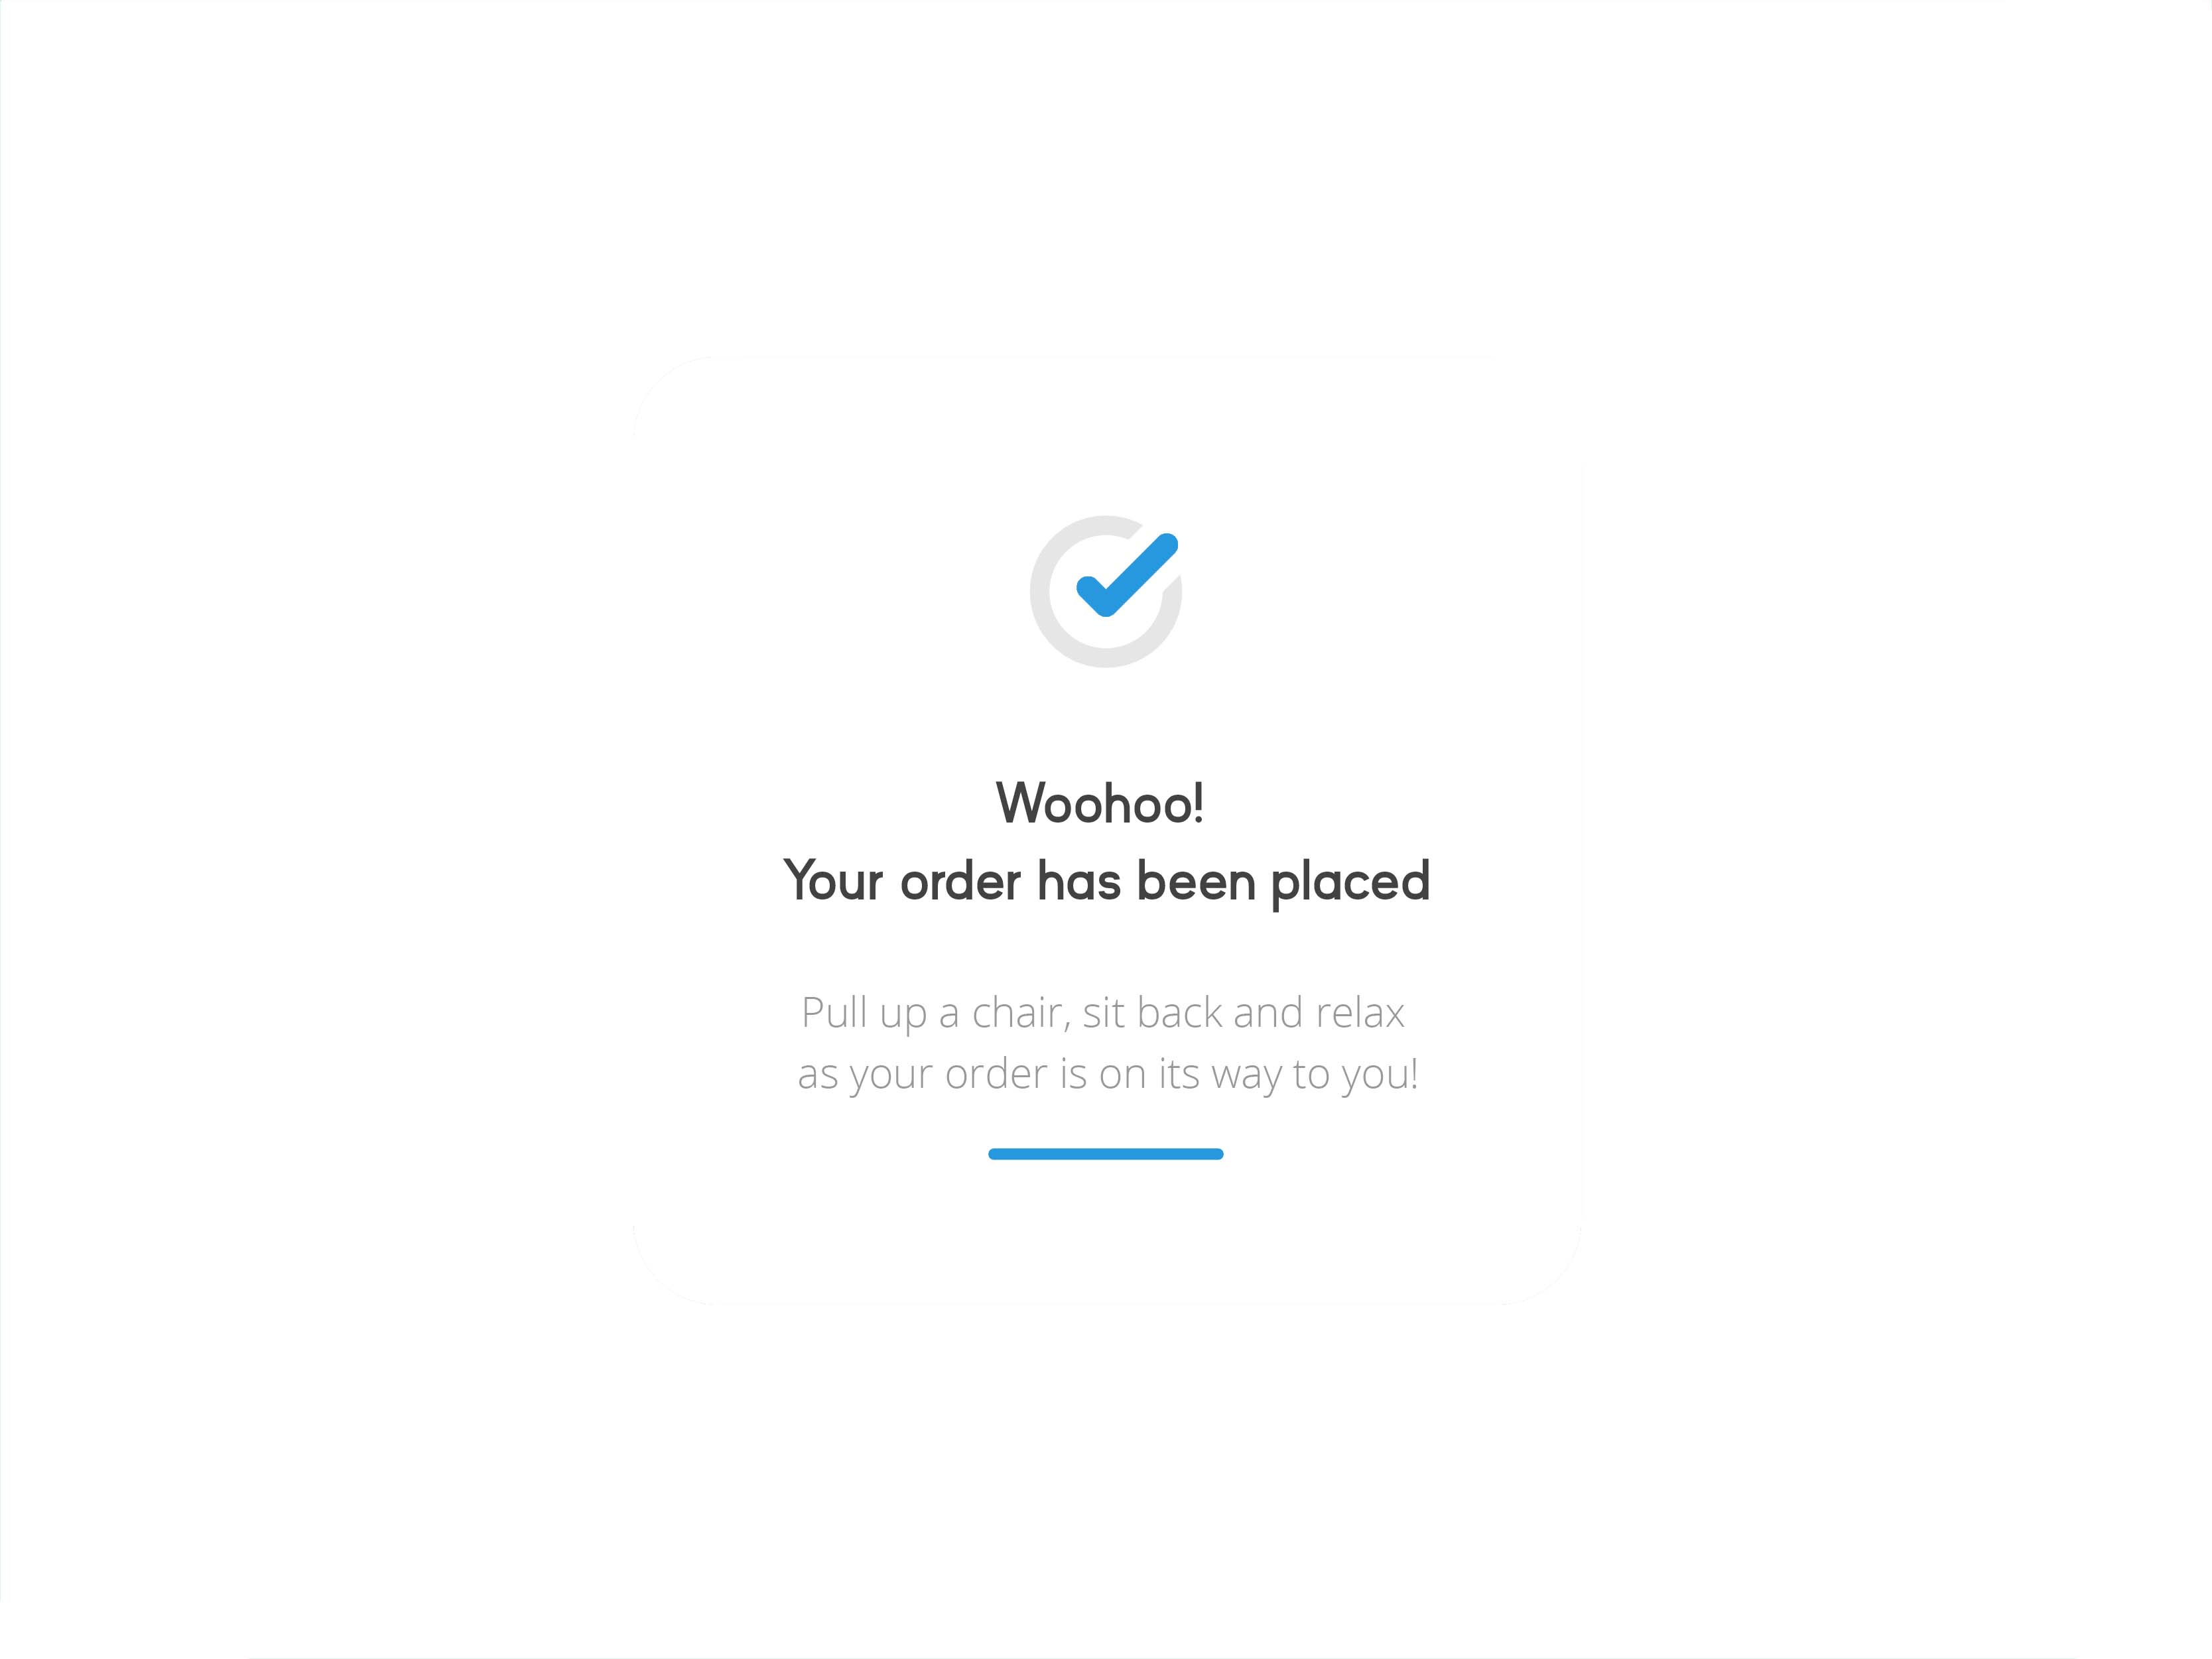 Woohoo!
Your order has been placed
Pull up a chair, sit back and relax
as your order is on its way to you!